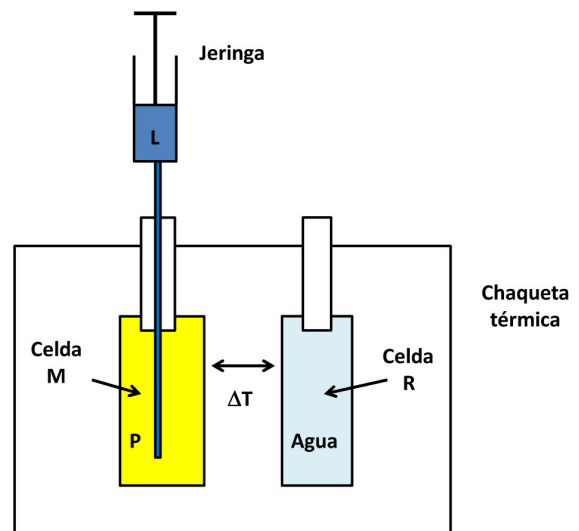 Jeringa
L
Chaqueta
térmica
Celda
M
ΔT
Celda
R
P
Agua